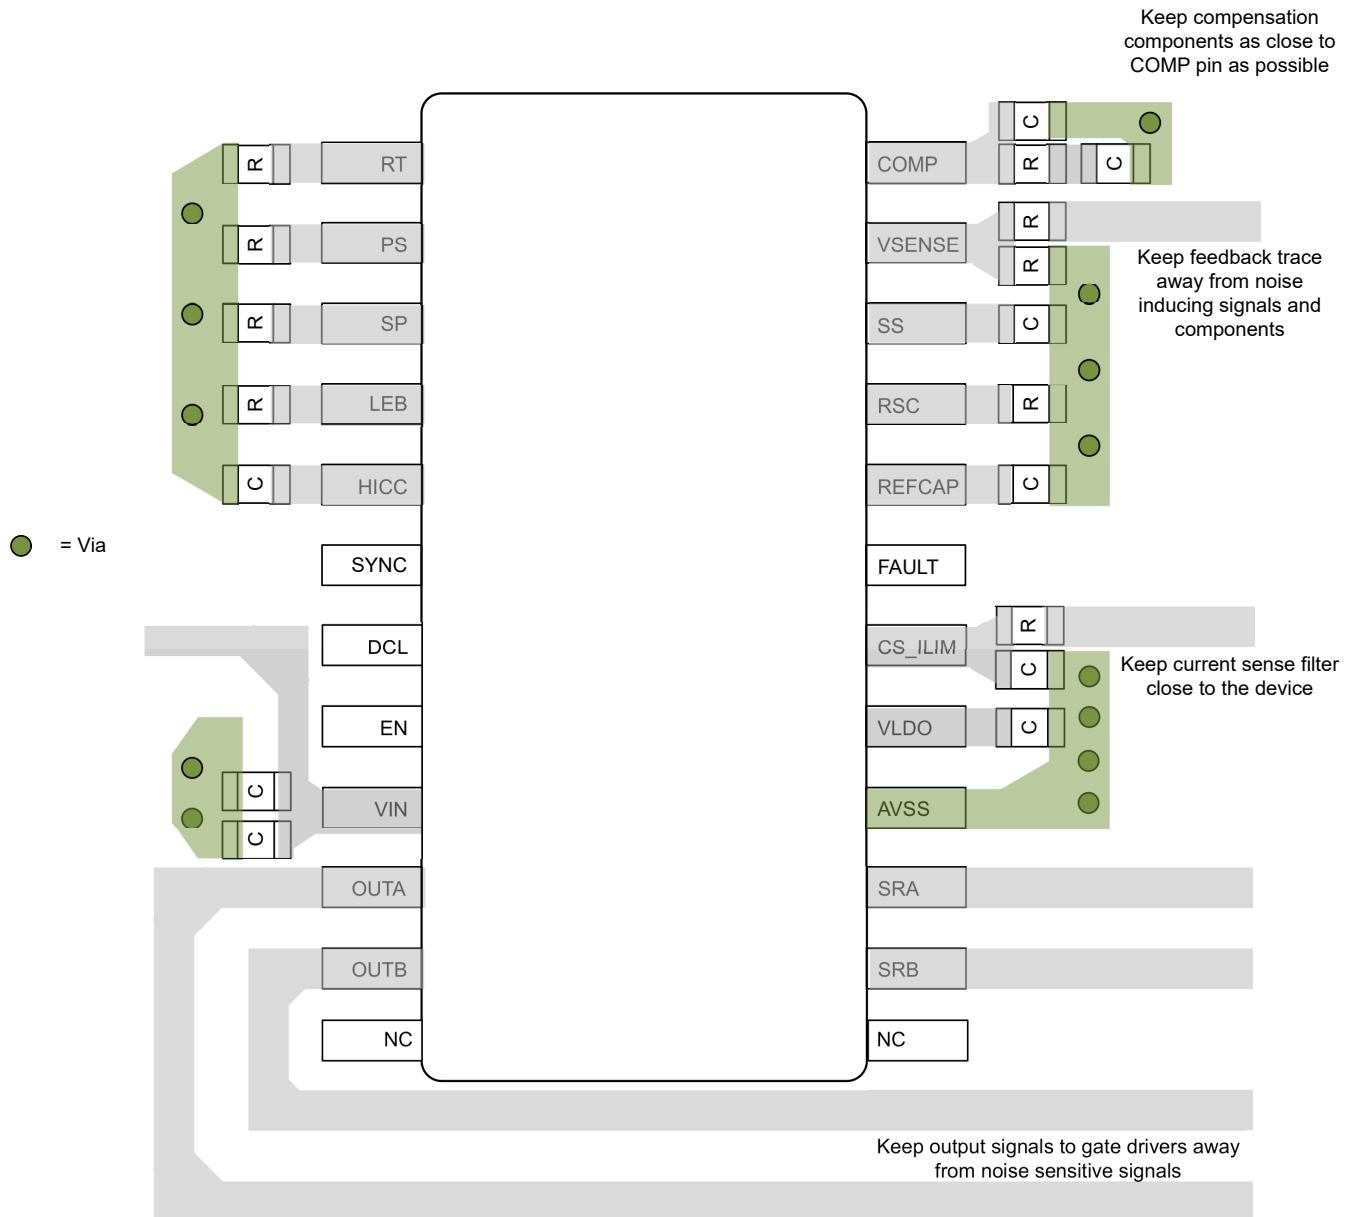 Keep compensation
components as close to
COMP pin as possible
C
R RT COMP R C
R PS VSENSE R
R
Keep feedback trace
away from noise
inducing signals and
components
R SP SS C
R LEB RSC R
C HICC REFCAP C
= Via
SYNC FAULT
DCL CS_ILIM R
C
Keep current sense filter
close to the device
EN VLDO C
C
VIN AVSS
C
OUTA SRA
OUTB SRB
NC NC
Keep output signals to gate drivers away
from noise sensitive signals